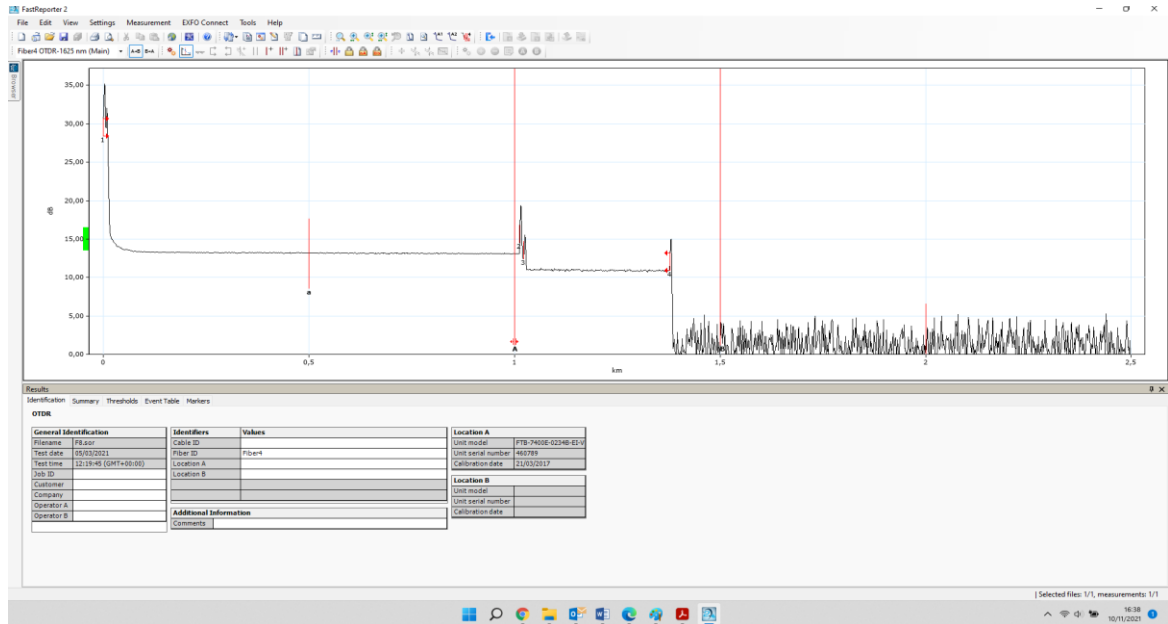 FastReporter 2
File Edit View Settings Measurement EXFO Connect Tools Help
Fiber4 OTDR-1625 nm (Main) A→B B→A
Browser
35,00
30,00
25,00
20,00
15,00
10,00
5,00
0,00
dB
1
2
3
4
a
A
0 0,5 1 1,5 2 2,5
km
Results
Identification Summary Thresholds Event Table Markers
OTDR
General Identification
Filename F8.sor
Test date 05/03/2021
Test time 12:19:45 (GMT+00:00)
Job ID
Customer
Company
Operator A
Operator B
Identifiers Values
Cable ID
Fiber ID Fiber4
Location A
Location B
Additional Information
Comments
Location A
Unit model FTB-7400E-0234B-EI-V
Unit serial number 460789
Calibration date 21/03/2017
Location B
Unit model
Unit serial number
Calibration date
Selected files: 1/1, measurements: 1/1
16:38
10/11/2021